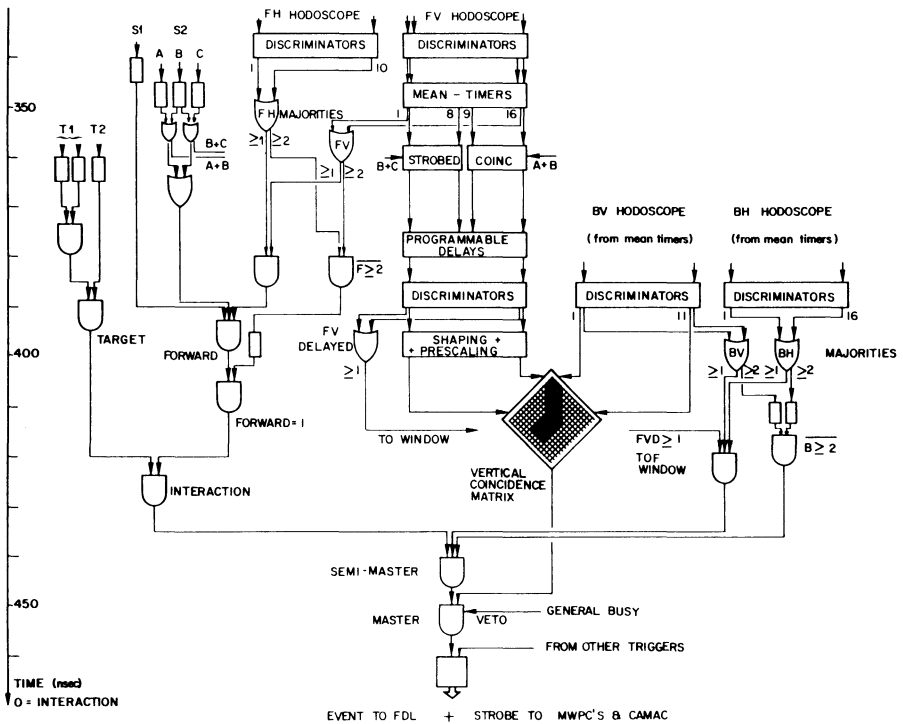 FH HODOSCOPE
FV HODOSCOPE
S1 S2
A B C
DISCRIMINATORS
DISCRIMINATORS
1 10
MEAN - TIMERS
350
1 8 9 16
FH MAJORITIES
T1 T2
≥1 ≥2
FV
B+C
A+B
B+C STROBED COINC A+B
≥1 ≥2
BV HODOSCOPE
(from mean timers)
BH HODOSCOPE
(from mean timers)
PROGRAMMABLE
DELAYS
F≥2
DISCRIMINATORS
DISCRIMINATORS
DISCRIMINATORS
1 11 1 16
TARGET
FORWARD
FV
DELAYED
≥1
SHAPING +
+ PRESCALING
400
BV BH MAJORITIES
≥1 ≥2 ≥1 ≥2
FORWARD = 1
TO WINDOW
FVD ≥ 1
TOF
WINDOW
B ≥ 2
VERTICAL
COINCIDENCE
MATRIX
INTERACTION
SEMI-MASTER
450
MASTER VETO
GENERAL BUSY
FROM OTHER TRIGGERS
TIME (nsec)
0 = INTERACTION
EVENT TO FDL + STROBE TO MWPC'S & CAMAC